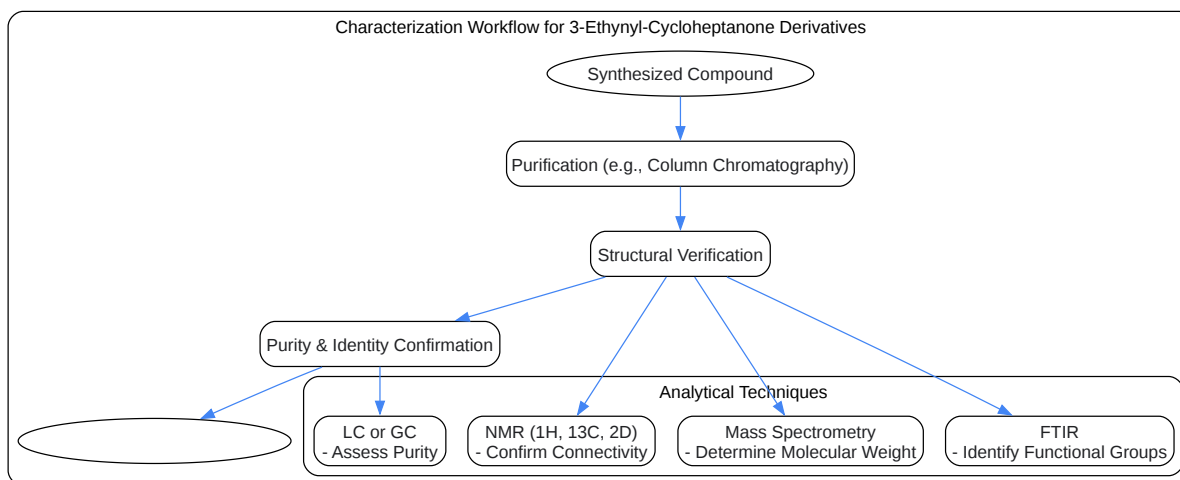 Characterization Workflow for 3-Ethynyl-Cycloheptanone Derivatives
Synthesized Compound
Purification (e.g., Column Chromatography)
Structural Verification
Purity & Identity Confirmation
Analytical Techniques
LC or GC
- Assess Purity
NMR (1H, 13C, 2D)
- Confirm Connectivity
Mass Spectrometry
- Determine Molecular Weight
FTIR
- Identify Functional Groups